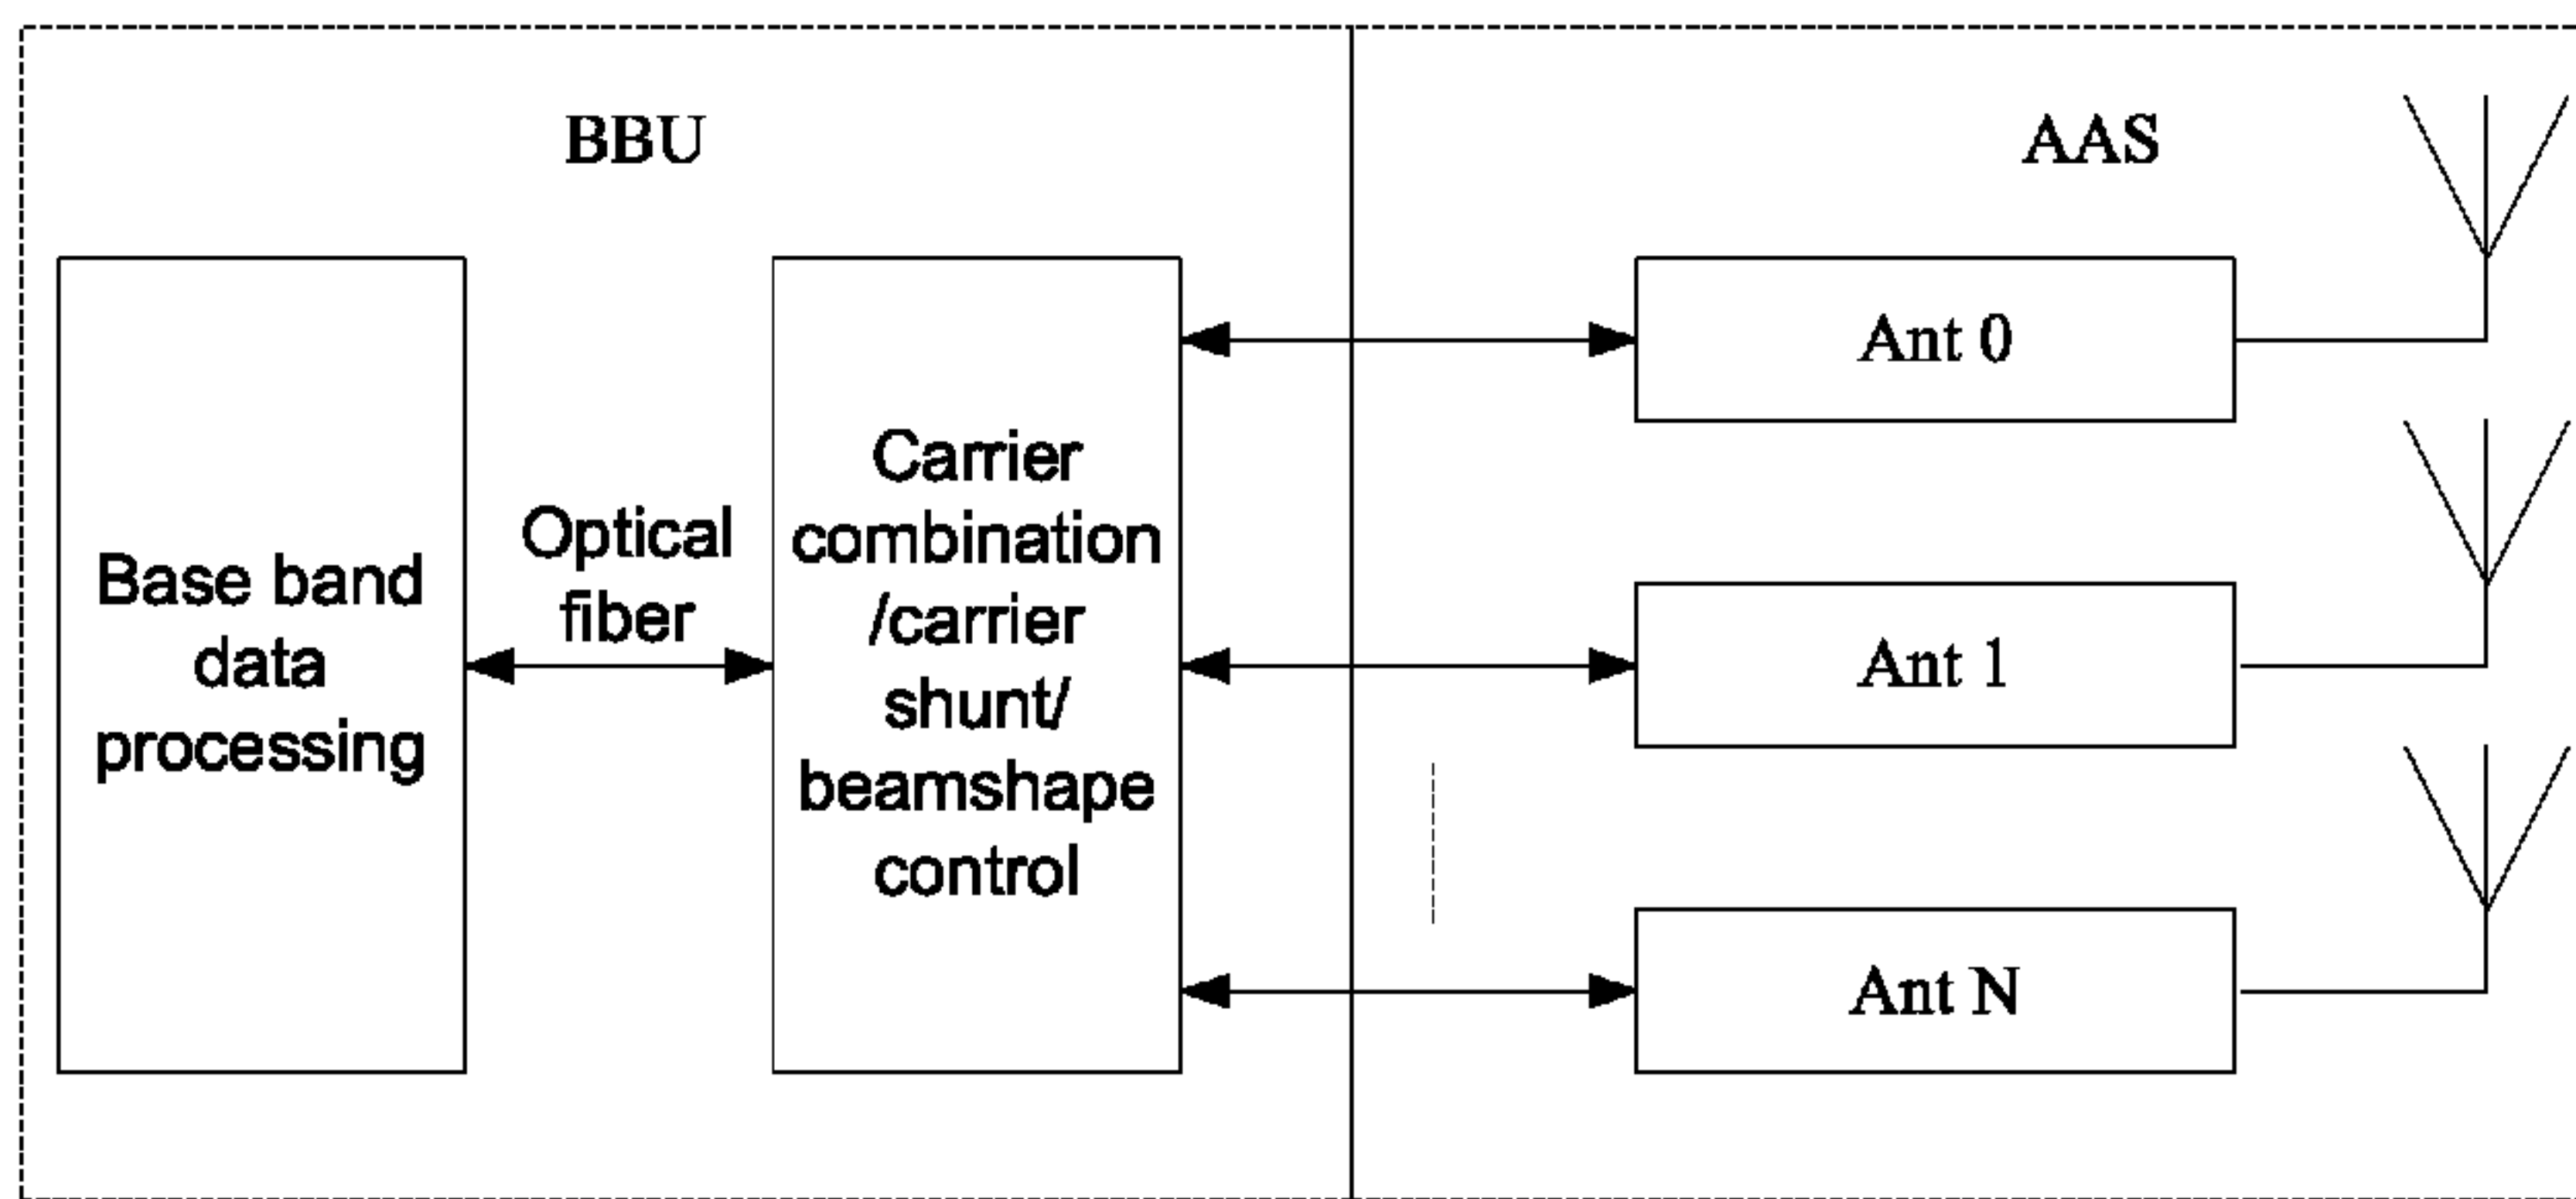 BBU
AAS
Base band
data
processing
Optical
fiber
Carrier
combination
/carrier
shunt/
beamshape
control
Ant 0
Ant 1
Ant N